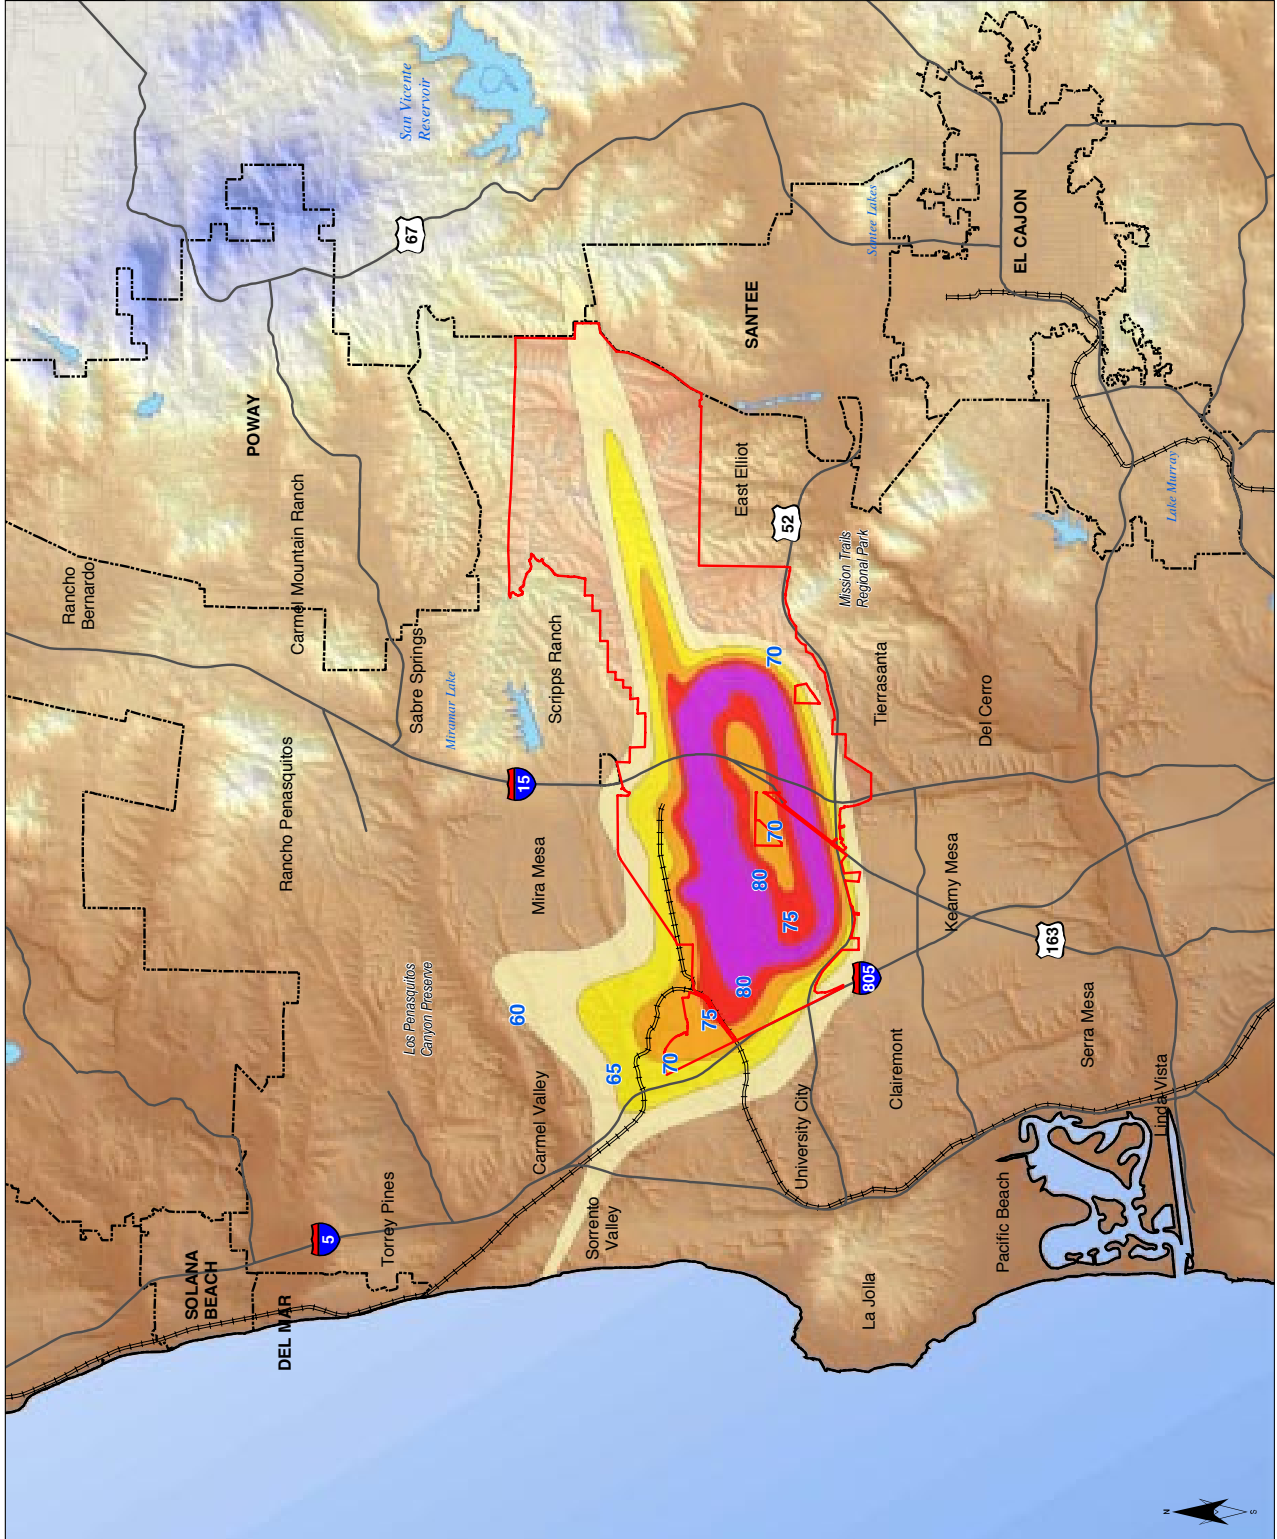 San Vicente
Reservoir
67
POWAY
Rancho
Bernardo
Carmel Mountain Ranch
Sabre Springs
Miramar Lake
Scripps Ranch
Rancho Penasquitos
15
Mira Mesa
Los Penasquitos
Canyon Preserve
60
65
70
75
80
75
80
70
70
Carmel Valley
Torrey Pines
5
SOLANA
BEACH
DEL MAR
Sorrento
Valley
University City
La Jolla
Clairemont
Pacific Beach
Linda Vista
Serra Mesa
163
805
Kearny Mesa
Tierrasanta
Del Cerro
Mission Trails
Regional Park
52
East Elliot
SANTEE
Santee Lakes
EL CAJON
Lake Murray
N
S